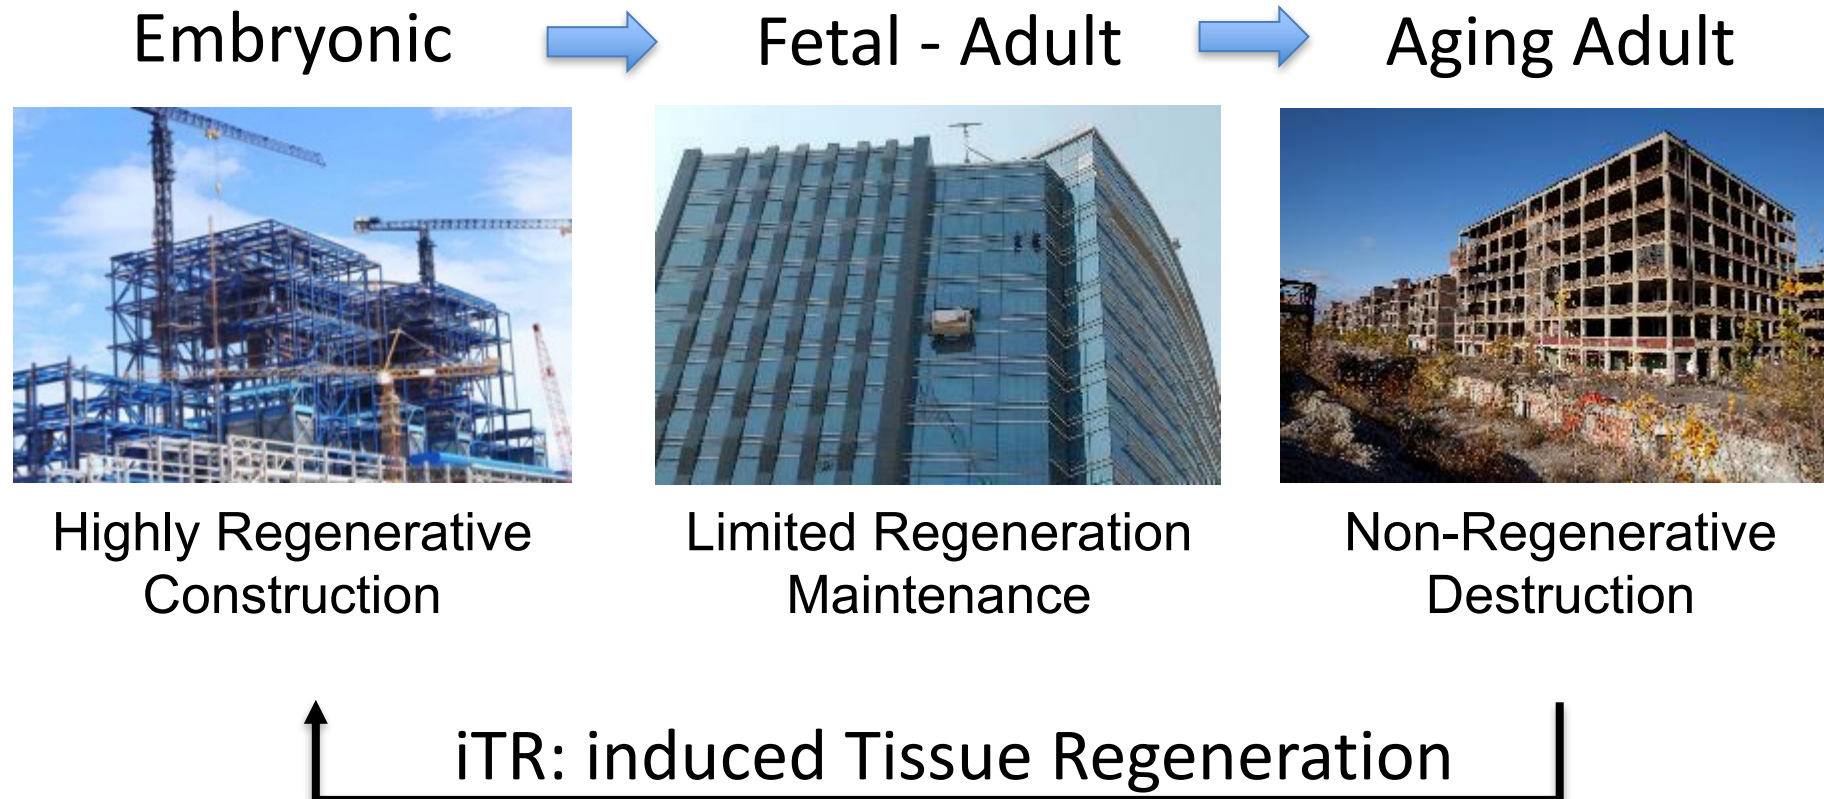 Embryonic
Fetal - Adult
Aging Adult
Highly Regenerative
Construction
Limited Regeneration
Maintenance
Non-Regenerative
Destruction
iTR: induced Tissue Regeneration